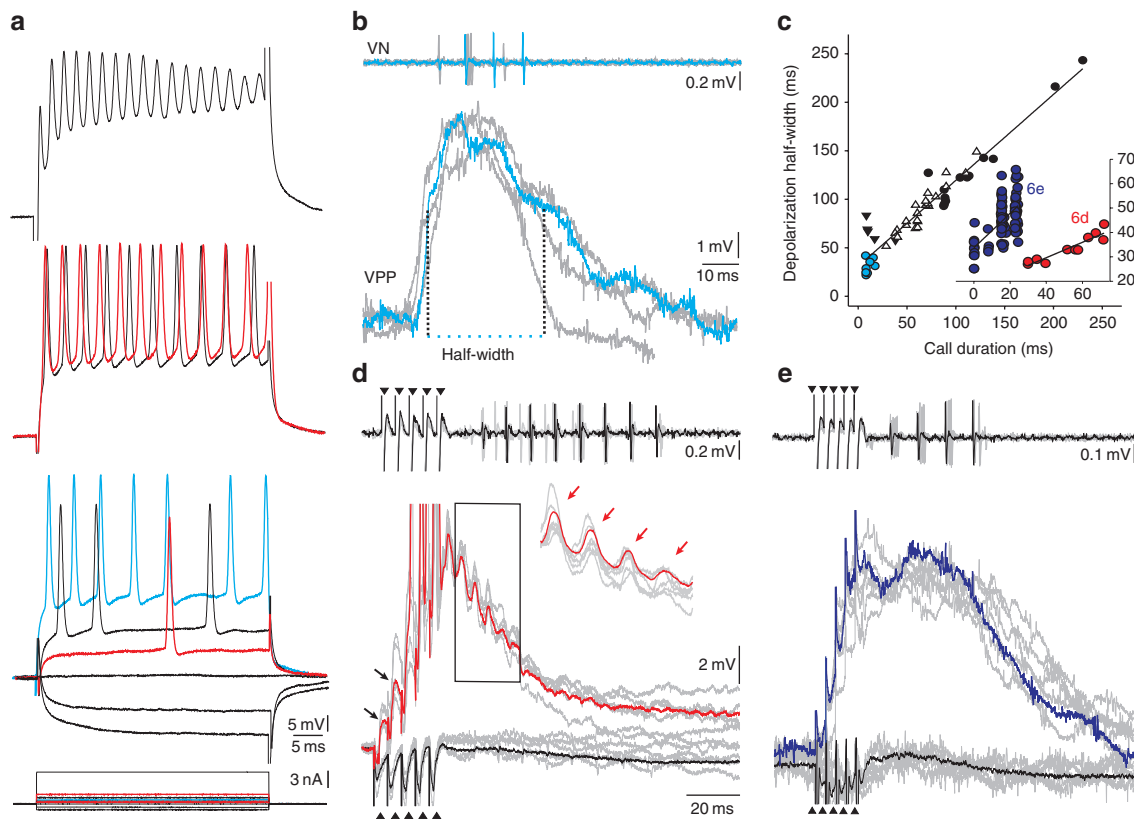 a
5 mV
5 ms
3 nA
b
VN
0.2 mV
VPP
1 mV
10 ms
Half-width
c
Depolarization half-width (ms)
250
200
150
100
50
0
0 50 100 150 200 250
Call duration (ms)
6e
6d
70
60
50
40
30
20
0 20 40 60
d
0.2 mV
2 mV
20 ms
e
0.1 mV